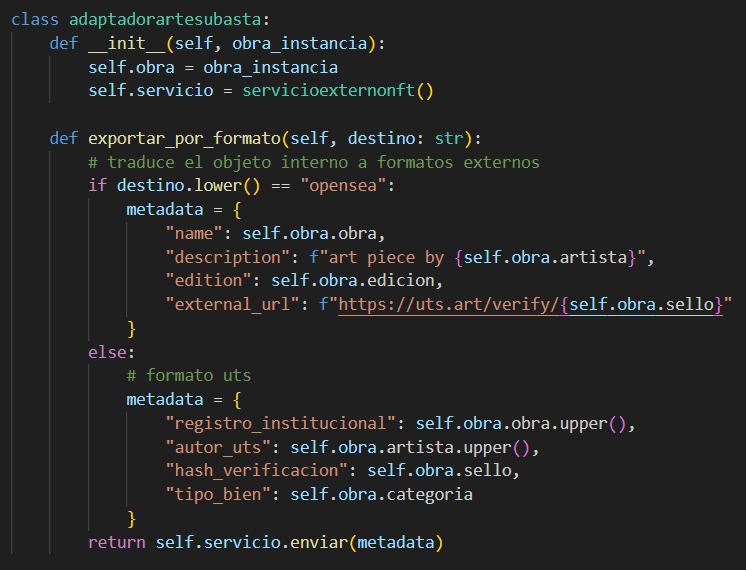 class adaptadorartesubasta:
    def __init__(self, obra_instancia):
        self.obra = obra_instancia
        self.servicio = servicioexternonft()

    def exportar_por_formato(self, destino: str):
        # traduce el objeto interno a formatos externos
        if destino.lower() == "opensea":
            metadata = {
                "name": self.obra.obra,
                "description": f"art piece by {self.obra.artista}",
                "edition": self.obra.edicion,
                "external_url": f"https://uts.art/verify/{self.obra.sello}"
            }
        else:
            # formato uts
            metadata = {
                "registro_institucional": self.obra.obra.upper(),
                "autor_uts": self.obra.artista.upper(),
                "hash_verificacion": self.obra.sello,
                "tipo_bien": self.obra.categoria
            }
        return self.servicio.enviar(metadata)